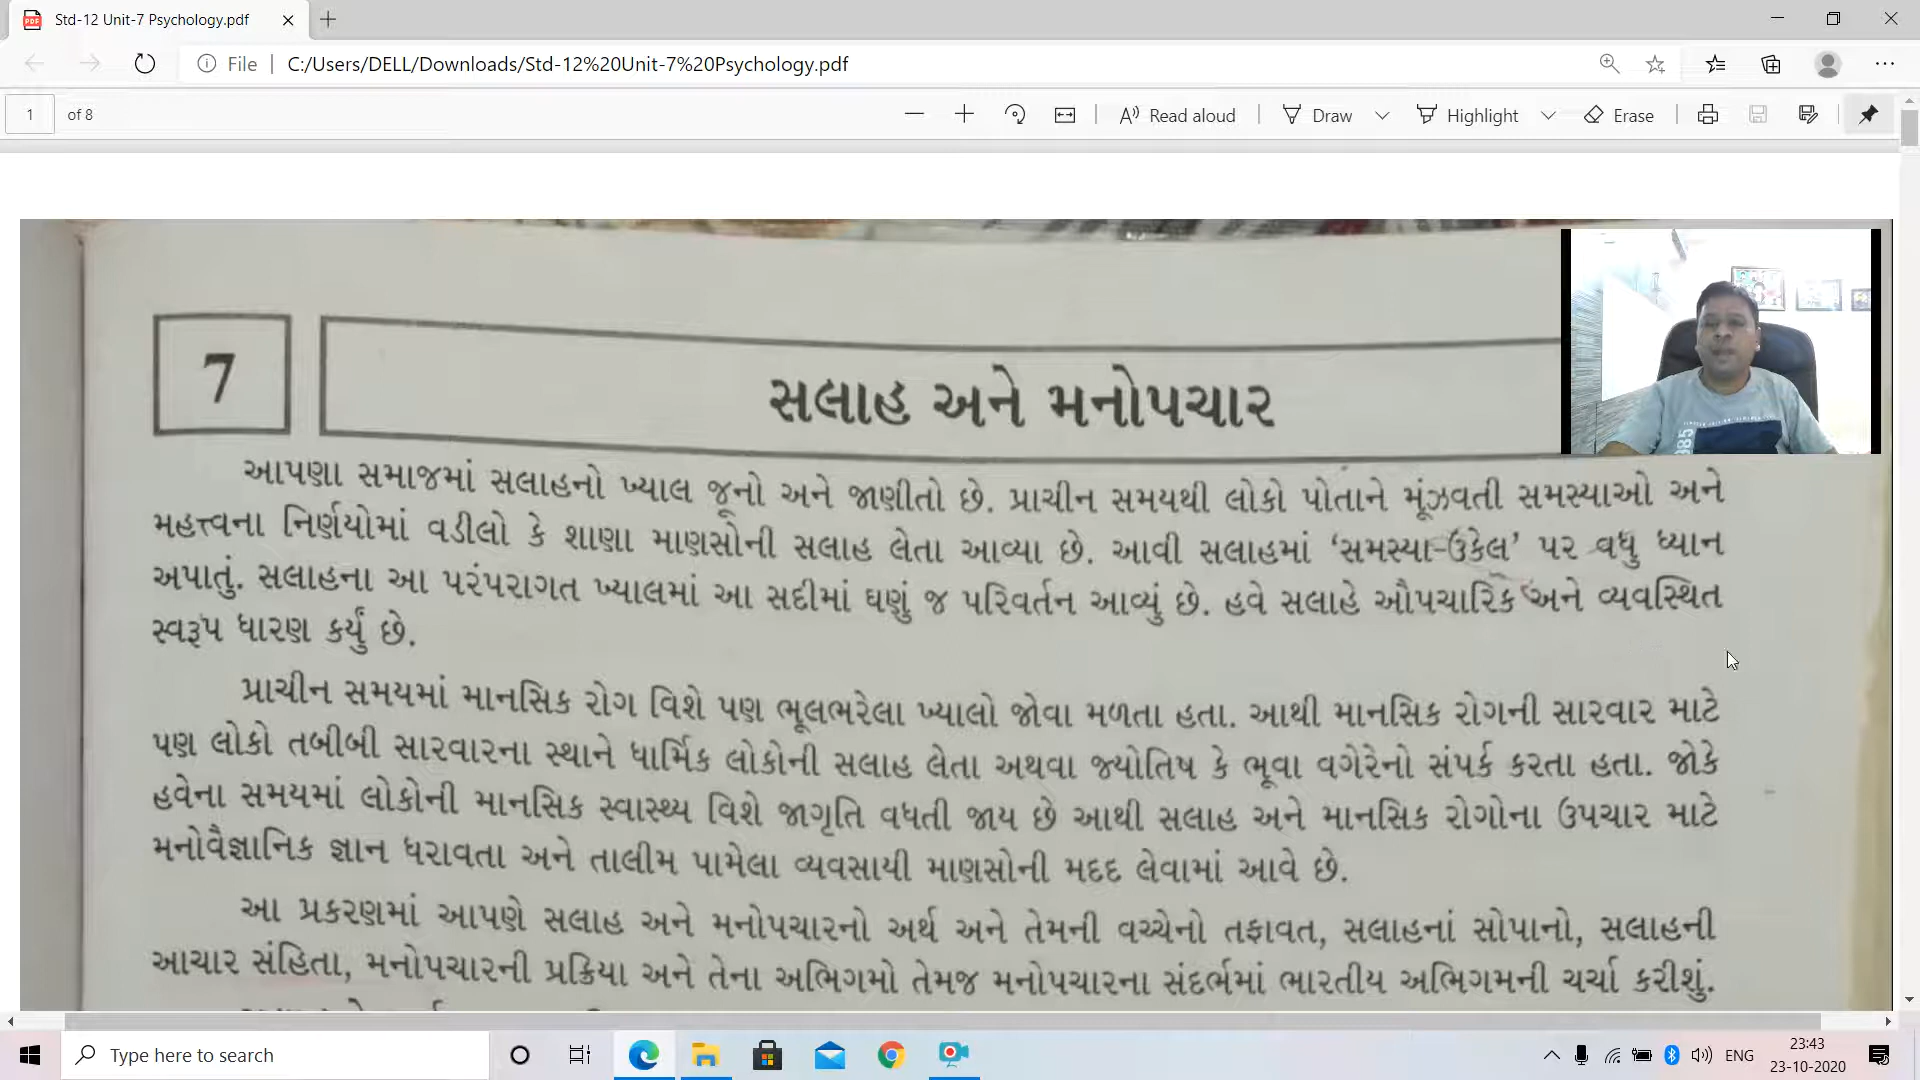 Std-12 Unit-7 Psychology.pdf
File C:/Users/DELL/Downloads/Std-12%20Unit-7%20Psychology.pdf
1 of 8 Read aloud Draw Highlight Erase
7
સલાહ અને મનોપચાર
આપણા સમાજમાં સલાહનો ખ્યાલ જૂનો અને જાણીતો છે. પ્રાચીન સમયથી લોકો પોતાને મૂંઝવતી સમસ્યાઓ અને
મહત્ત્વના નિર્ણયોમાં વડીલો કે શાણા માણસોની સલાહ લેતા આવ્યા છે. આવી સલાહમાં ‘સમસ્યા-ઉકેલ’ પર વધુ ધ્યાન
અપાતું. સલાહના આ પરંપરાગત ખ્યાલમાં આ સદીમાં ઘણું જ પરિવર્તન આવ્યું છે. હવે સલાહે ઔપચારિક અને વ્યવસ્થિત
સ્વરૂપ ધારણ કર્યું છે.
પ્રાચીન સમયમાં માનસિક રોગ વિશે પણ ભૂલભરેલા ખ્યાલો જોવા મળતા હતા. આથી માનસિક રોગની સારવાર માટે
પણ લોકો તબીબી સારવારના સ્થાને ધાર્મિક લોકોની સલાહ લેતા અથવા જ્યોતિષ કે ભૂવા વગેરેનો સંપર્ક કરતા હતા. જોકે
હવેના સમયમાં લોકોની માનસિક સ્વાસ્થ્ય વિશે જાગૃતિ વધતી જાય છે આથી સલાહ અને માનસિક રોગોના ઉપચાર માટે
મનોવૈજ્ઞાનિક જ્ઞાન ધરાવતા અને તાલીમ પામેલા વ્યવસાયી માણસોની મદદ લેવામાં આવે છે.
આ પ્રકરણમાં આપણે સલાહ અને મનોપચારનો અર્થ અને તેમની વચ્ચેનો તફાવત, સલાહનાં સોપાનો, સલાહની
આચાર સંહિતા, મનોપચારની પ્રક્રિયા અને તેના અભિગમો તેમજ મનોપચારના સંદર્ભમાં ભારતીય અભિગમની ચર્ચા કરીશું.
Type here to search
ENG
23:43
23-10-2020